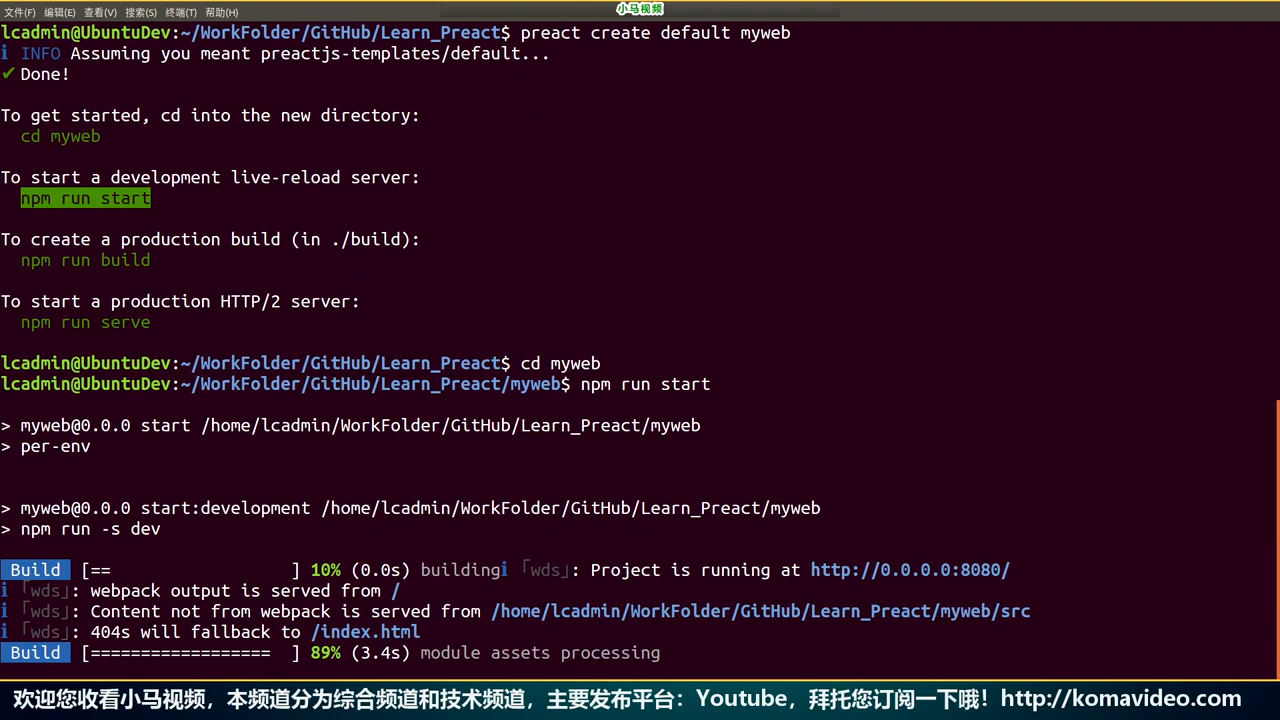 小马视频
文件(F) 编辑(E) 查看(V) 搜索(S) 终端(T) 帮助(H)
lcadmin@UbuntuDev:~/WorkFolder/GitHub/Learn_Preact$ preact create default myweb
ℹ INFO Assuming you meant preactjs-templates/default...
✔ Done!
To get started, cd into the new directory:
cd myweb
To start a development live-reload server:
npm run start
To create a production build (in ./build):
npm run build
To start a production HTTP/2 server:
npm run serve
lcadmin@UbuntuDev:~/WorkFolder/GitHub/Learn_Preact$ cd myweb
lcadmin@UbuntuDev:~/WorkFolder/GitHub/Learn_Preact/myweb$ npm run start
> myweb@0.0.0 start /home/lcadmin/WorkFolder/GitHub/Learn_Preact/myweb
> per-env
> myweb@0.0.0 start:development /home/lcadmin/WorkFolder/GitHub/Learn_Preact/myweb
> npm run -s dev
Build [==                  ] 10% (0.0s) buildingℹ ｢wds｣: Project is running at http://0.0.0.0:8080/
ℹ ｢wds｣: webpack output is served from /
ℹ ｢wds｣: Content not from webpack is served from /home/lcadmin/WorkFolder/GitHub/Learn_Preact/myweb/src
ℹ ｢wds｣: 404s will fallback to /index.html
Build [==================  ] 89% (3.4s) module assets processing
欢迎您收看小马视频，本频道分为综合频道和技术频道，主要发布平台：Youtube，拜托您订阅一下哦！http://komavideo.com